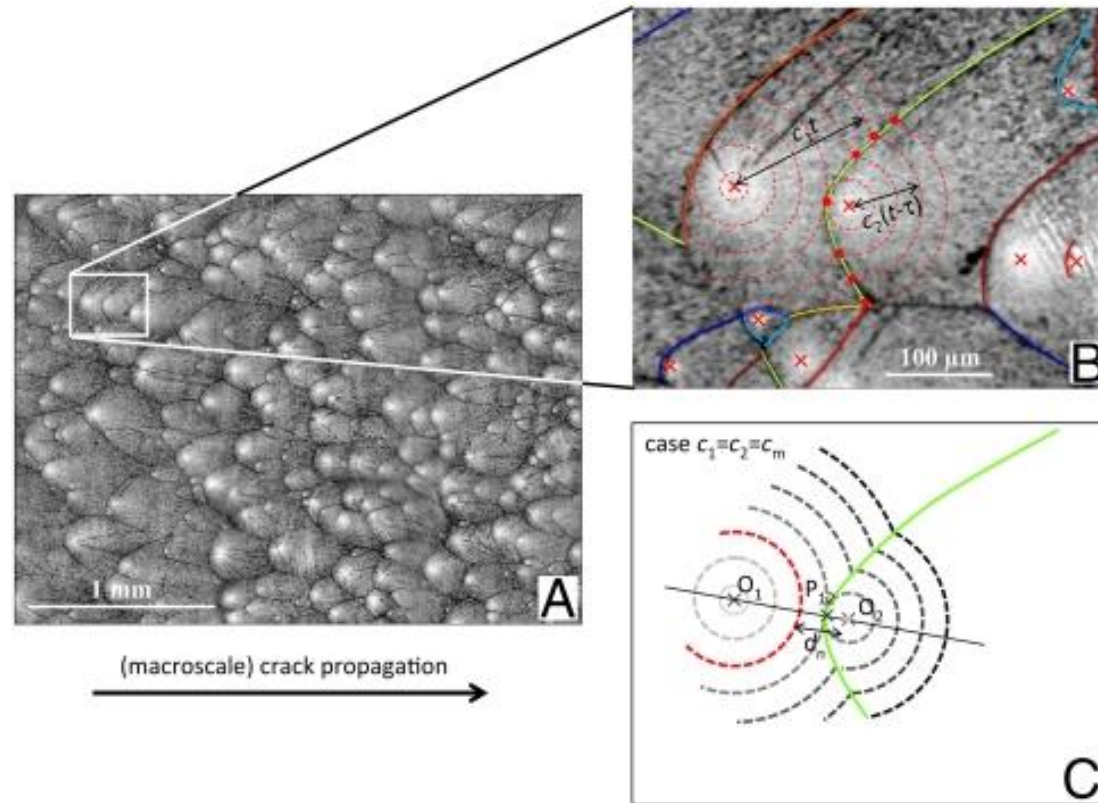 1 mm
A
(macroscale) crack propagation
c₁t
c₂(t-τ)
100 µm
B
case c₁=c₂=cₘ
O₁
P₁₂
O₂
dₙ
C